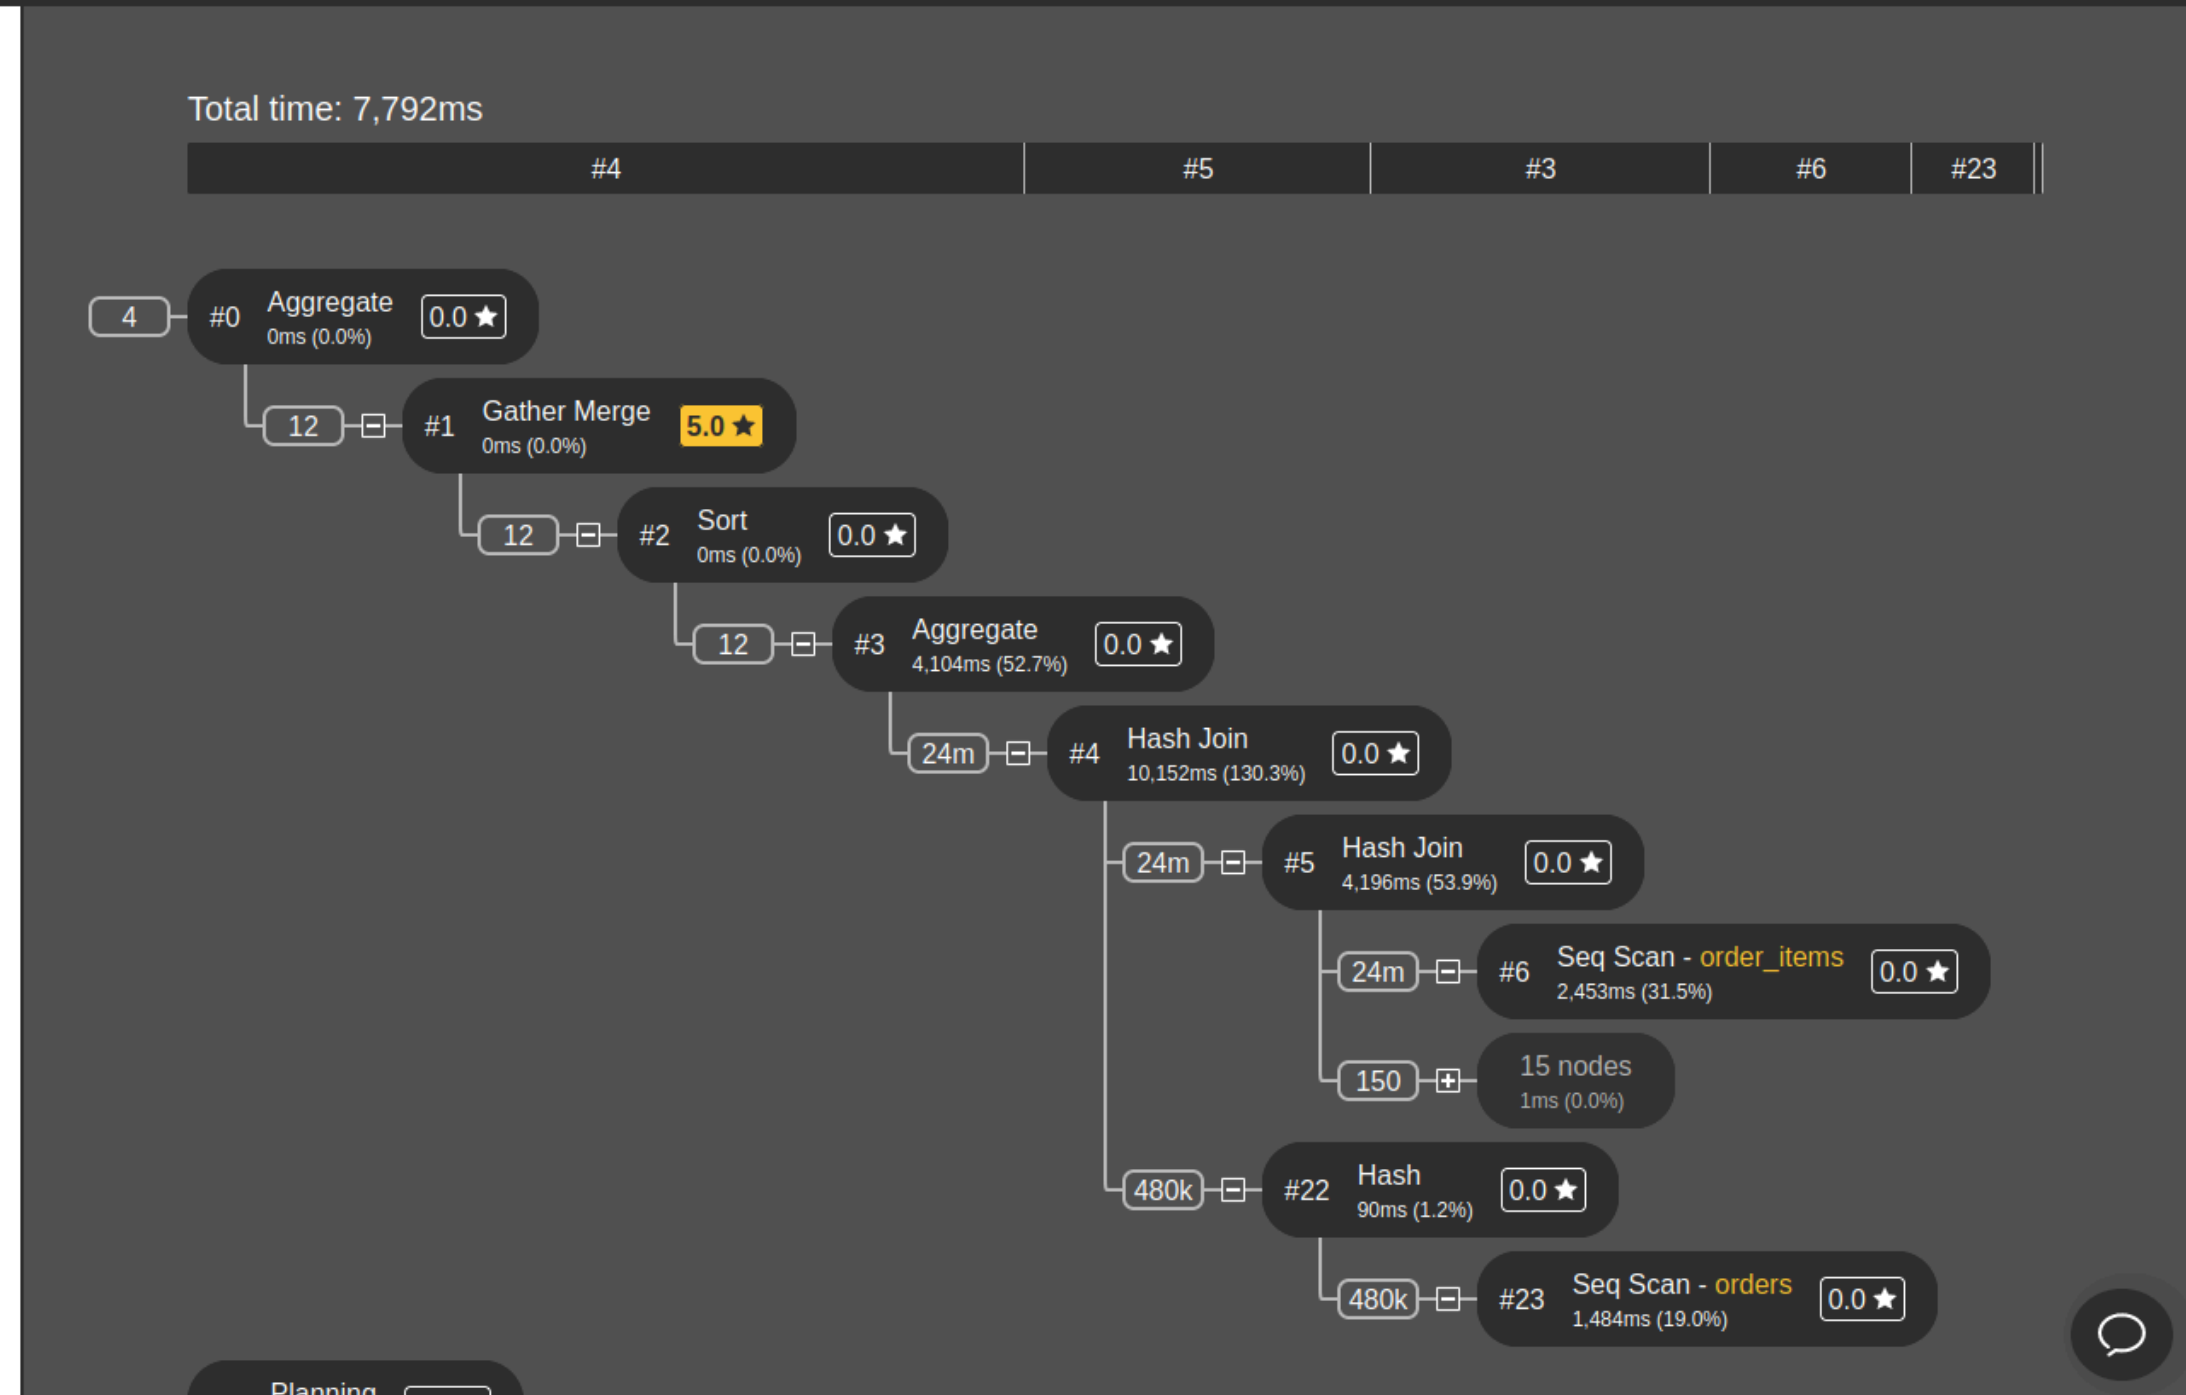 Total time: 7,792ms
#4 #5 #3 #6 #23
4 #0 Aggregate 0.0
0ms (0.0%)
12 #1 Gather Merge 5.0
0ms (0.0%)
12 #2 Sort 0.0
0ms (0.0%)
12 #3 Aggregate 0.0
4,104ms (52.7%)
24m #4 Hash Join 0.0
10,152ms (130.3%)
24m #5 Hash Join 0.0
4,196ms (53.9%)
24m #6 Seq Scan - order_items 0.0
2,453ms (31.5%)
150 15 nodes
1ms (0.0%)
480k #22 Hash 0.0
90ms (1.2%)
480k #23 Seq Scan - orders 0.0
1,484ms (19.0%)
Planning